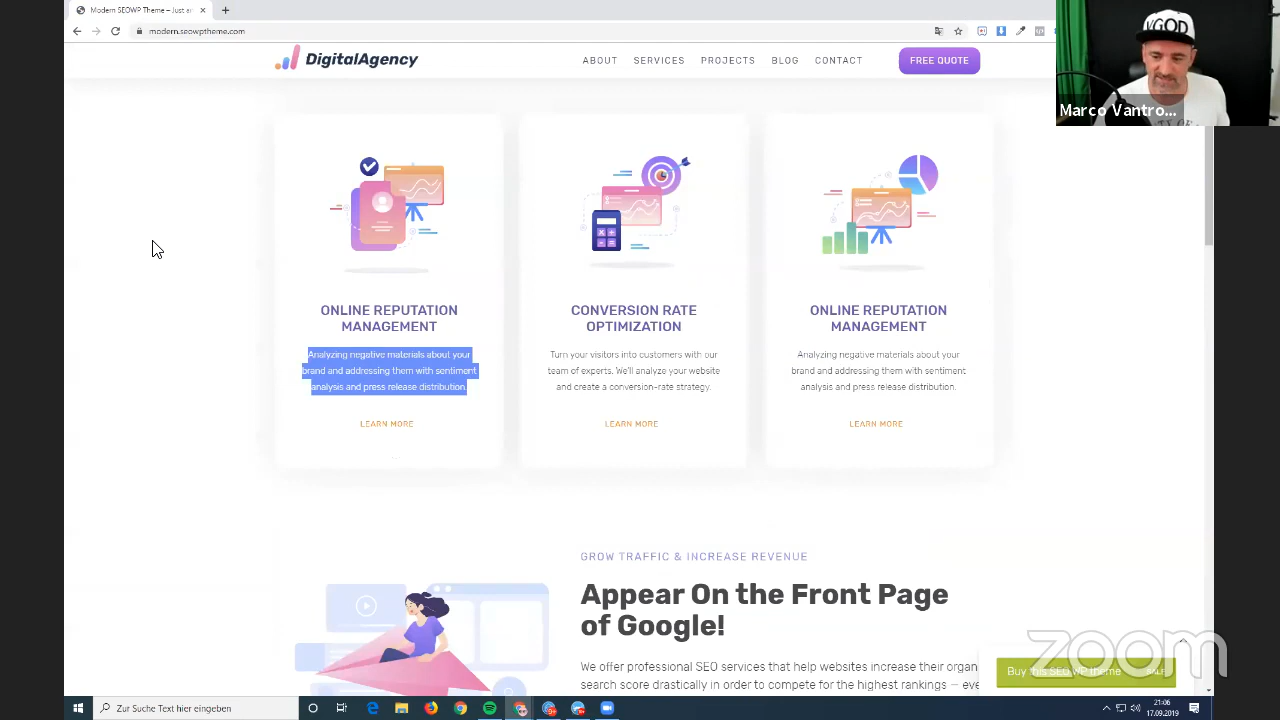 Modern SEOWP Theme – Just an
modern.seowptheme.com
DigitalAgency
ABOUT SERVICES PROJECTS BLOG CONTACT FREE QUOTE
GOD
Marco Vantro...
ONLINE REPUTATION
MANAGEMENT
Analyzing negative materials about your
brand and addressing them with sentiment
analysis and press release distribution.
LEARN MORE
CONVERSION RATE
OPTIMIZATION
Turn your visitors into customers with our
team of experts. We'll analyze your website
and create a conversion-rate strategy.
LEARN MORE
ONLINE REPUTATION
MANAGEMENT
Analyzing negative materials about your
brand and addressing them with sentiment
analysis and press release distribution.
LEARN MORE
GROW TRAFFIC & INCREASE REVENUE
Appear On the Front Page
of Google!
We offer professional SEO services that help websites increase their organ
search score drastically in order to compete for the highest rankings — eve
Buy this SEO WP theme SALE
zoom
Zur Suche Text hier eingeben
21:06
17.09.2019